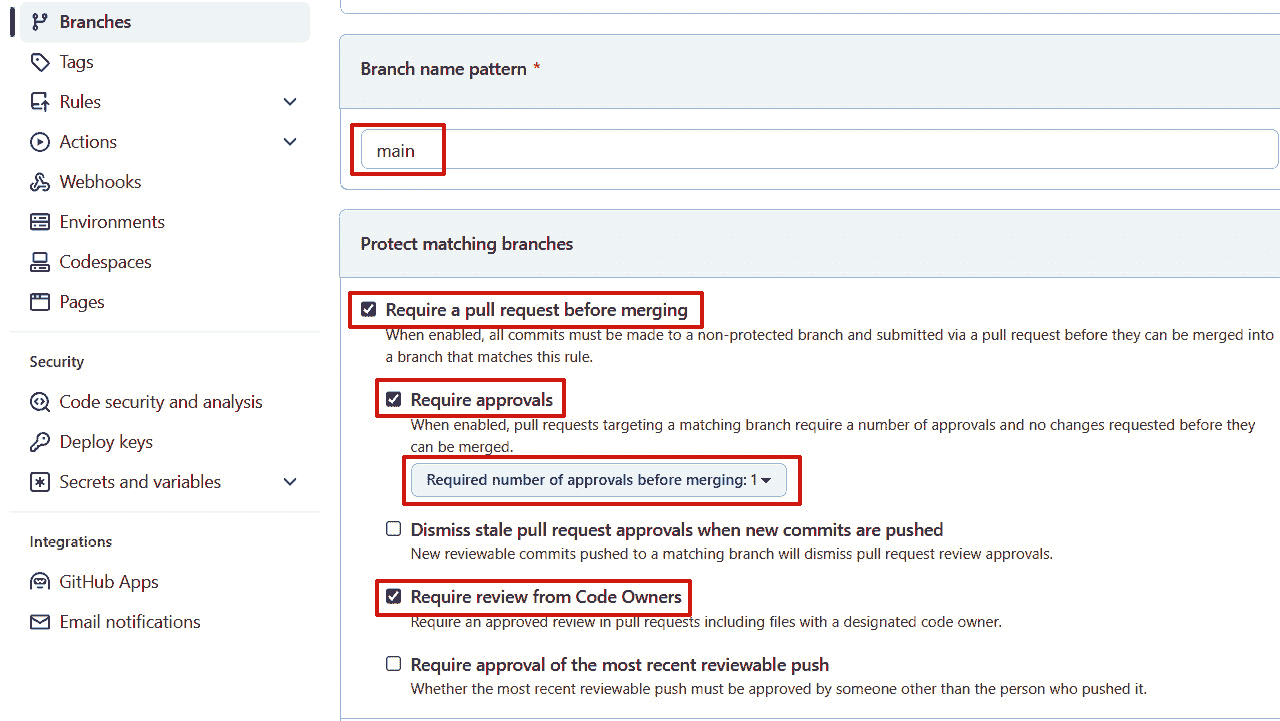 Branches
Tags
Rules
Actions
Webhooks
Environments
Codespaces
Pages
Security
Code security and analysis
Deploy keys
Secrets and variables
Integrations
GitHub Apps
Email notifications
Branch name pattern *
main
Protect matching branches
Require a pull request before merging
When enabled, all commits must be made to a non-protected branch and submitted via a pull request before they can be merged into
a branch that matches this rule.
Require approvals
When enabled, pull requests targeting a matching branch require a number of approvals and no changes requested before they
can be merged.
Required number of approvals before merging: 1
Dismiss stale pull request approvals when new commits are pushed
New reviewable commits pushed to a matching branch will dismiss pull request review approvals.
Require review from Code Owners
Require an approved review in pull requests including files with a designated code owner.
Require approval of the most recent reviewable push
Whether the most recent reviewable push must be approved by someone other than the person who pushed it.